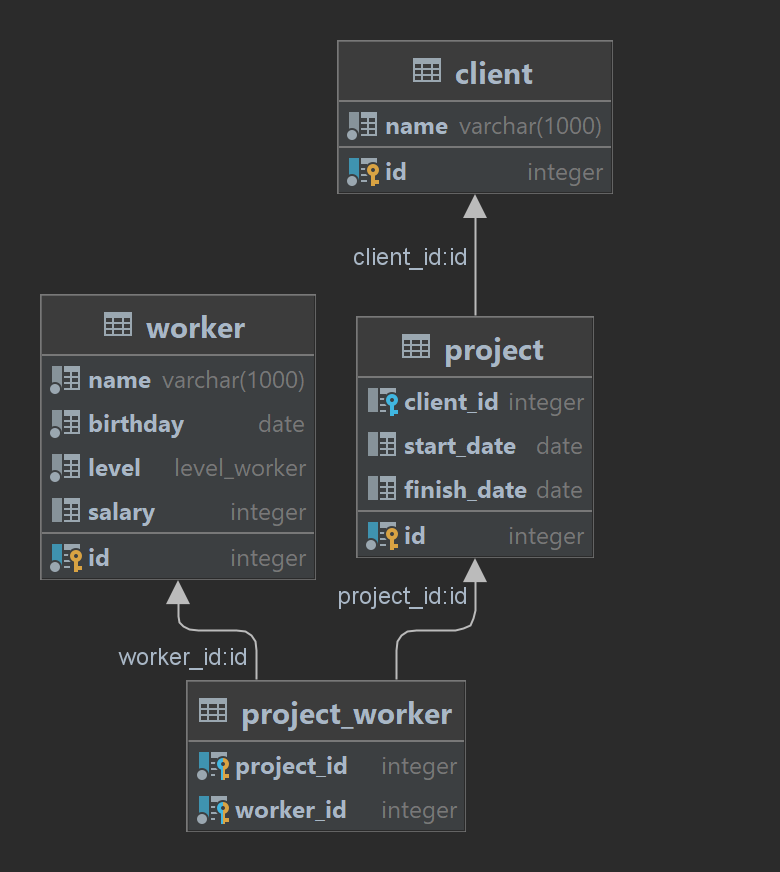 client
name varchar(1000)
id integer
client_id:id
worker
name varchar(1000)
birthday date
level level_worker
salary integer
id integer
project
client_id integer
start_date date
finish_date date
id integer
project_id:id
worker_id:id
project_worker
project_id integer
worker_id integer